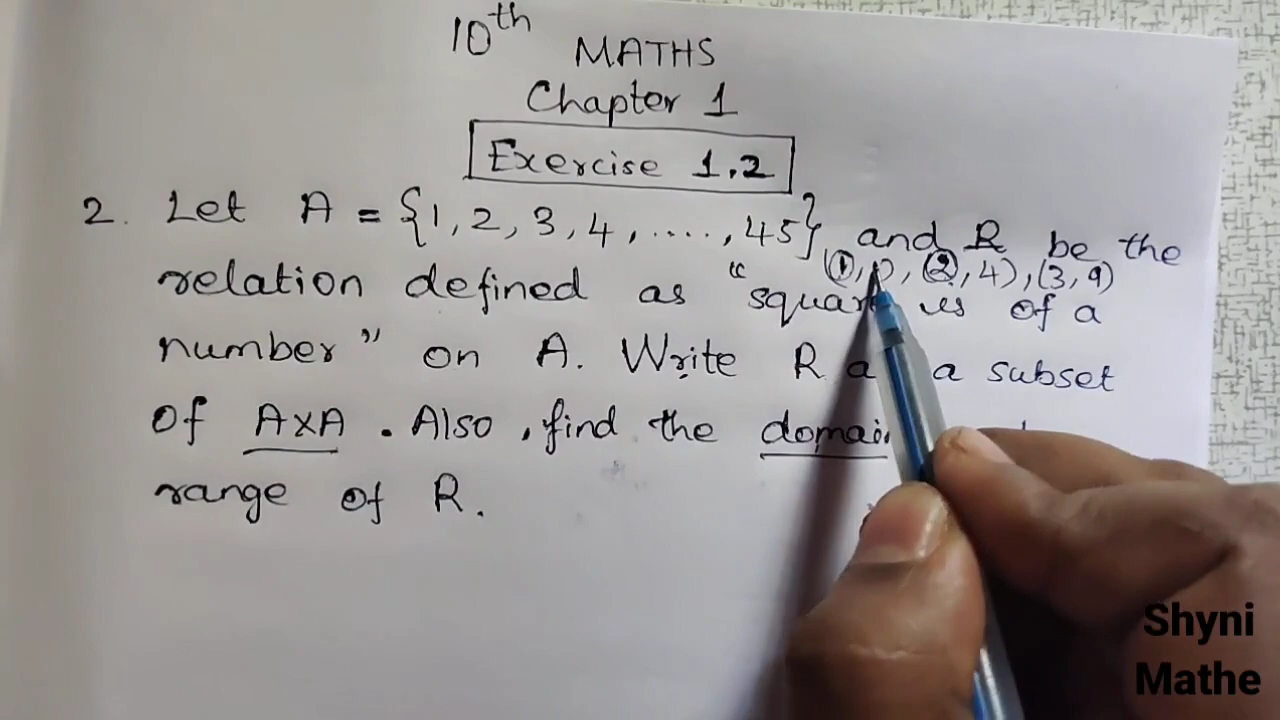 10th MATHS
Chapter 1
Exercise 1.2
2. Let A = {1, 2, 3, 4, ...., 45} and R be the
(1, ), (2, 4), (3, 9)
relation defined as "square of a
number" on A. Write R a subset
of A×A. Also, find the
range of R.
Shyni
Mathe